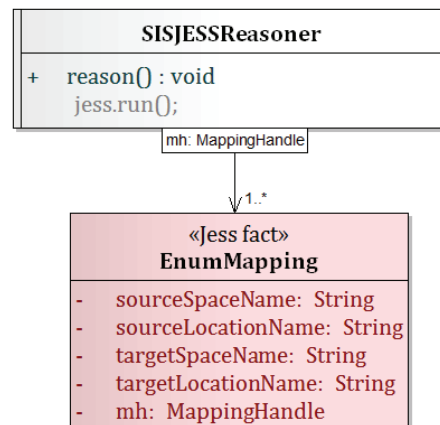 SISJESSReasoner
+ reason() : void
jess.run();
mh: MappingHandle
1..*
«Jess fact»
EnumMapping
- sourceSpaceName: String
- sourceLocationName: String
- targetSpaceName: String
- targetLocationName: String
- mh: MappingHandle